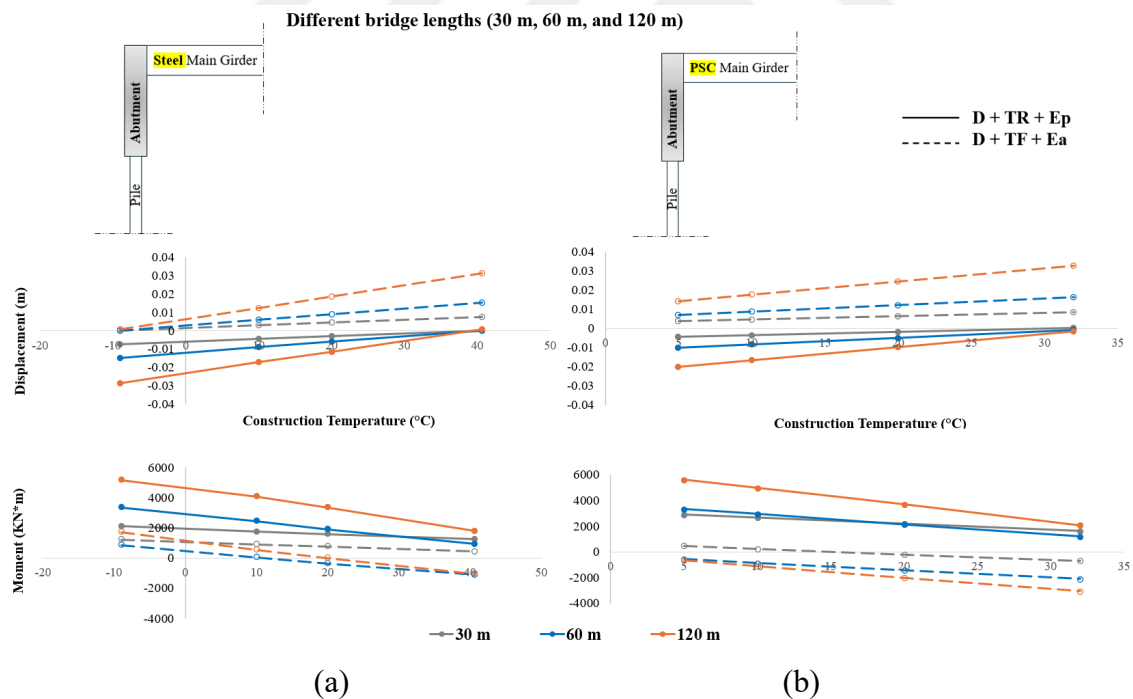 Different bridge lengths (30 m, 60 m, and 120 m)
Steel Main Girder
Abutment
Pile
PSC Main Girder
Abutment
Pile
D + TR + Ep
D + TF + Ea
Displacement (m)
0.04
0.03
0.02
0.01
0
-0.01
-0.02
-0.03
-0.04
-20 -10 0 10 20 30 40 50
Construction Temperature (°C)
0.04
0.03
0.02
0.01
0
-0.01
-0.02
-0.03
-0.04
0 5 10 15 20 25 30 35
Construction Temperature (°C)
Moment (KN*m)
6000
4000
2000
0
-2000
-4000
-20 -10 0 10 20 30 40 50
6000
4000
2000
0
-2000
-4000
0 5 10 15 20 25 30 35
30 m 60 m 120 m
(a) (b)